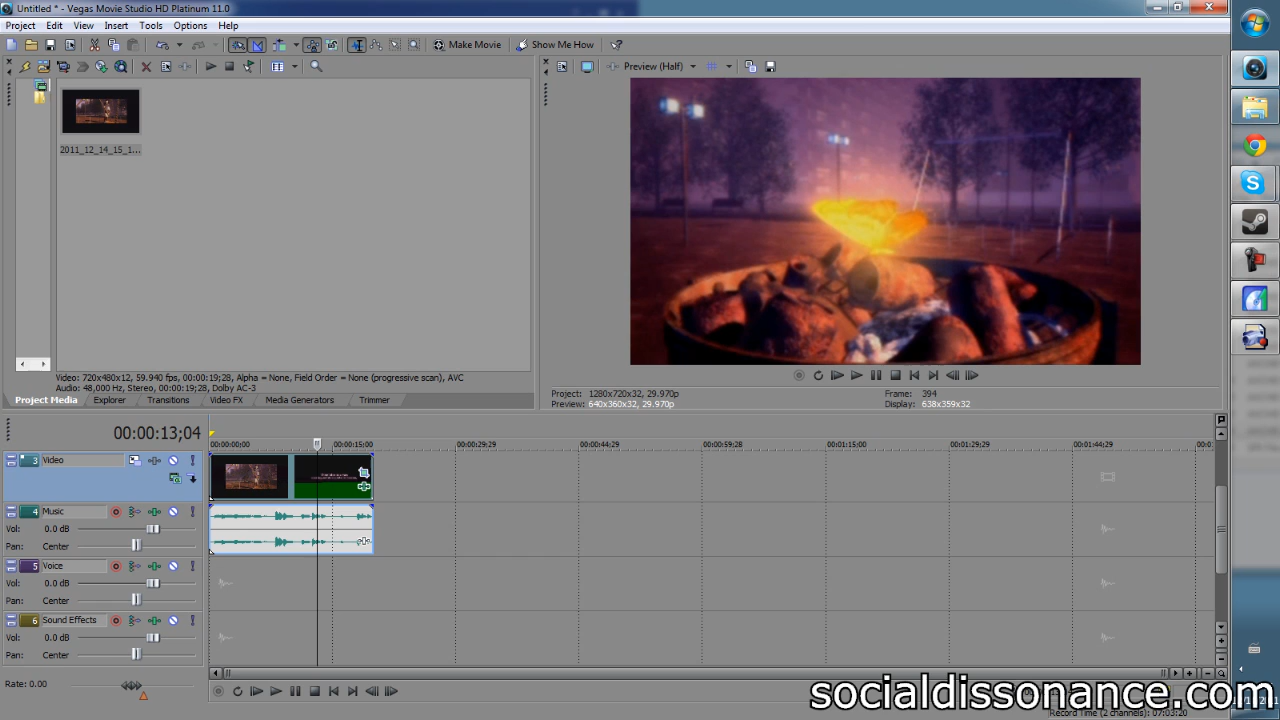 Untitled * - Vegas Movie Studio HD Platinum 11.0
Project Edit View Insert Tools Options Help
Make Movie Show Me How
Preview (Half)
2011_12_14_15_1...
Video: 720x480x12, 59.940 fps, 00:00:19;28, Alpha = None, Field Order = None (progressive scan), AVC
Audio: 48,000 Hz, Stereo, 00:00:19;28, Dolby AC-3
Project Media Explorer Transitions Video FX Media Generators Trimmer
Project: 1280x720x32, 29.970p
Preview: 640x360x32, 29.970p
Frame: 394
Display: 638x359x32
00:00:13;04
00:00:00;00 00:00:15;00 00:00:29;29 00:00:44;29 00:00:59;28 00:01:15;00 00:01:29;29 00:01:44;29
3 Video
4 Music
Vol: 0.0 dB
Pan: Center
5 Voice
Vol: 0.0 dB
Pan: Center
6 Sound Effects
Vol: 0.0 dB
Pan: Center
Rate: 0.00
socialdissonance.com
Record Time (2 channels): 07:03:20